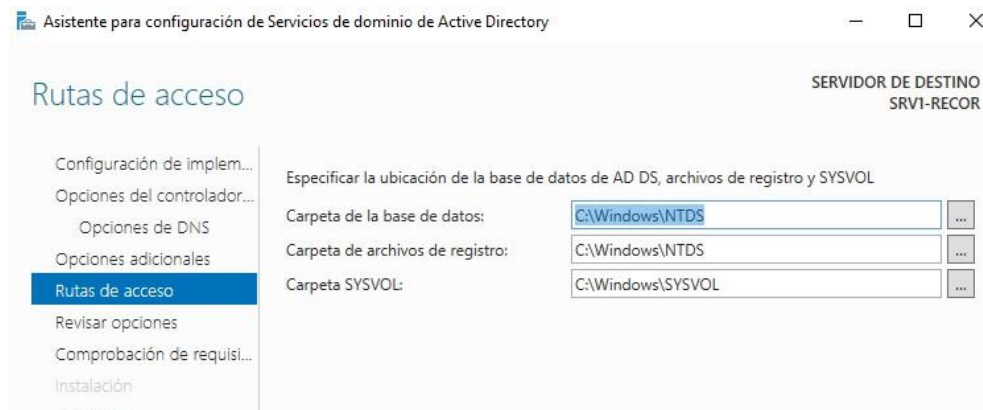 Asistente para configuración de Servicios de dominio de Active Directory
Rutas de acceso
SERVIDOR DE DESTINO
SRV1-RECOR
Configuración de implem...
Opciones del controlador...
Opciones de DNS
Opciones adicionales
Rutas de acceso
Revisar opciones
Comprobación de requisi...
Instalación
Especificar la ubicación de la base de datos de AD DS, archivos de registro y SYSVOL
Carpeta de la base de datos: C:\Windows\NTDS ...
Carpeta de archivos de registro: C:\Windows\NTDS ...
Carpeta SYSVOL: C:\Windows\SYSVOL ...